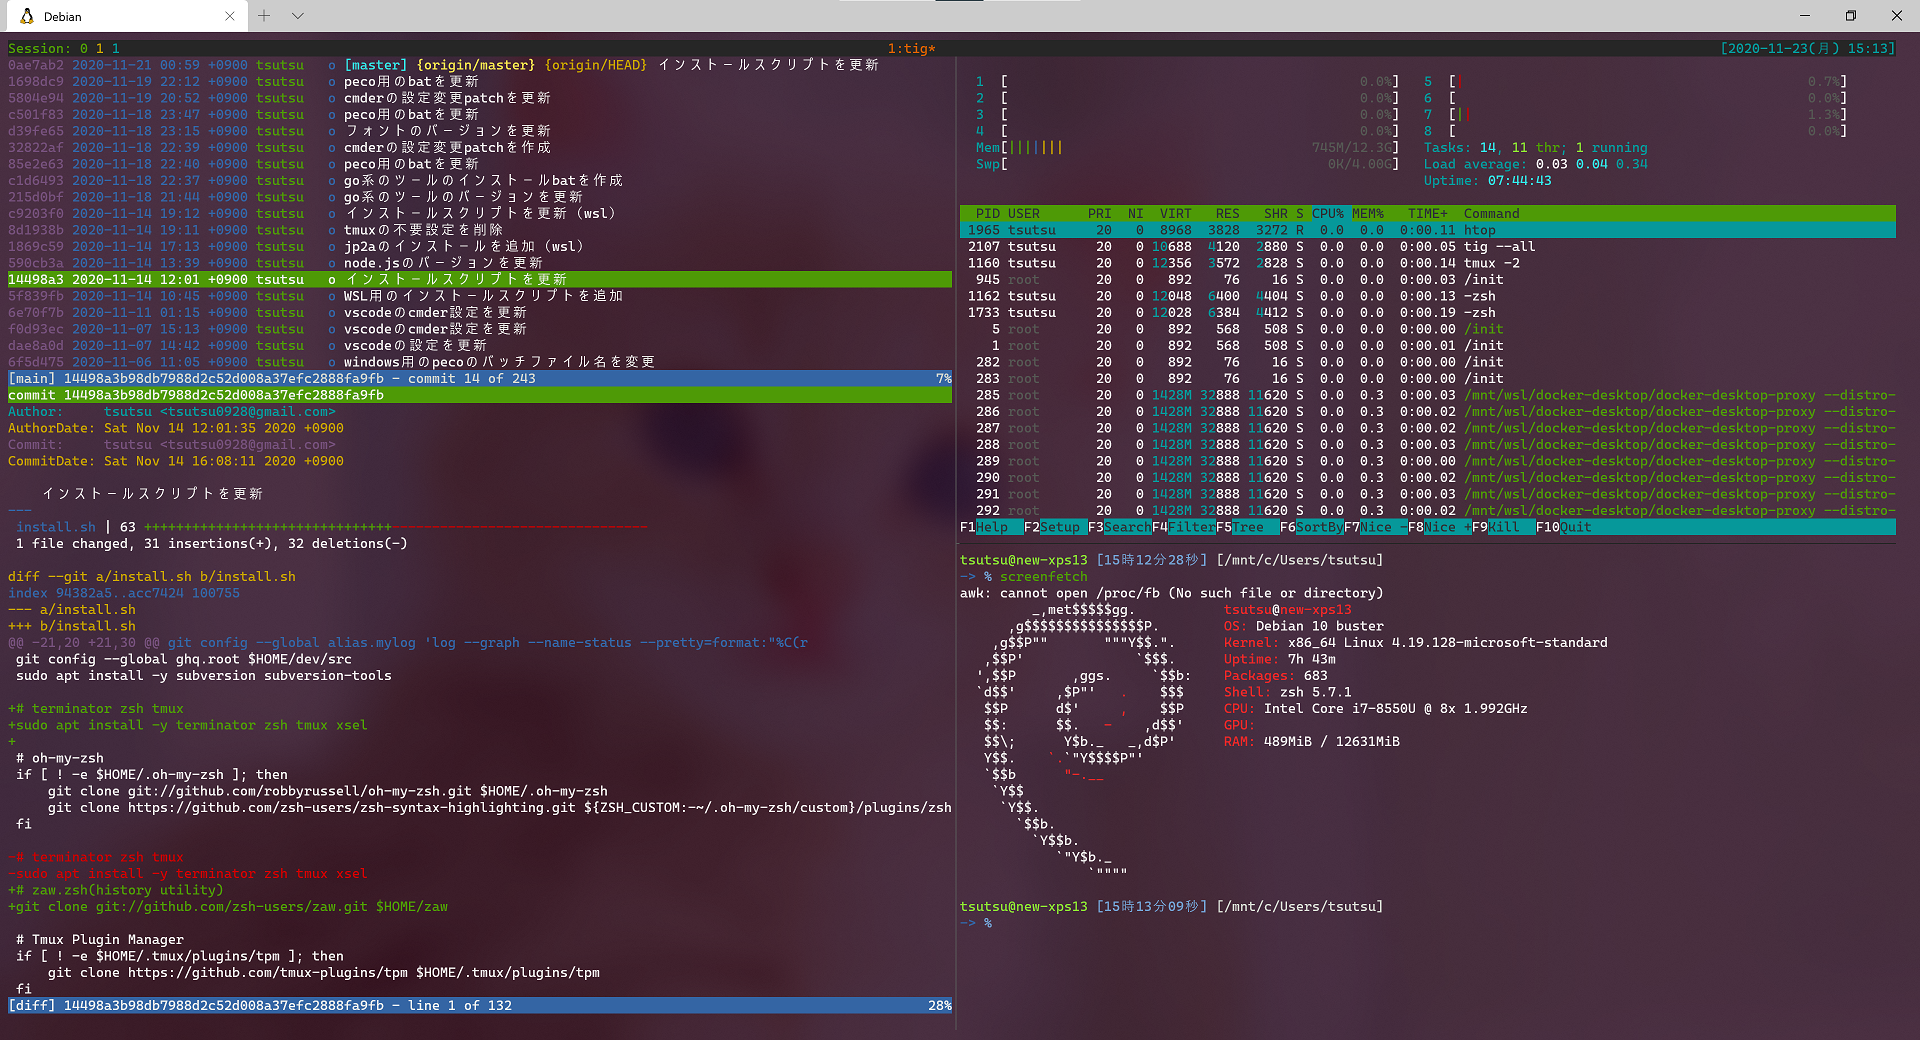 Debian
Session: 0 1 1 1:tig* [2020-11-23(月) 15:13]
0ae7ab2 2020-11-21 00:59 +0900 tsutsu o [master] {origin/master} {origin/HEAD} インストールスクリプトを更新
1698dc9 2020-11-19 22:12 +0900 tsutsu o peco用のbatを更新
5804e94 2020-11-19 20:52 +0900 tsutsu o cmderの設定変更patchを更新
c501f83 2020-11-18 23:47 +0900 tsutsu o peco用のbatを更新
d39fe65 2020-11-18 23:15 +0900 tsutsu o フォントのバージョンを更新
32822af 2020-11-18 22:39 +0900 tsutsu o cmderの設定変更patchを作成
85e2e63 2020-11-18 22:40 +0900 tsutsu o peco用のbatを更新
c1d6493 2020-11-18 22:37 +0900 tsutsu o go系のツールのインストールbatを作成
215d0bf 2020-11-18 21:44 +0900 tsutsu o go系のツールのバージョンを更新
c9203f0 2020-11-14 19:12 +0900 tsutsu o インストールスクリプトを更新（wsl）
8d1938b 2020-11-14 19:11 +0900 tsutsu o tmuxの不要設定を削除
1869c59 2020-11-14 17:13 +0900 tsutsu o jp2aのインストールを追加（wsl）
590cb3a 2020-11-14 13:39 +0900 tsutsu o node.jsのバージョンを更新
14498a3 2020-11-14 12:01 +0900 tsutsu o インストールスクリプトを更新
5f839fb 2020-11-14 10:45 +0900 tsutsu o WSL用のインストールスクリプトを追加
6e70f7b 2020-11-11 01:15 +0900 tsutsu o vscodeのcmder設定を更新
f0d93ec 2020-11-07 15:13 +0900 tsutsu o vscodeのcmder設定を更新
dae8a0d 2020-11-07 14:42 +0900 tsutsu o vscodeの設定を更新
6f5d475 2020-11-06 11:05 +0900 tsutsu o windows用のpecoのバッチファイル名を変更
[main] 14498a3b98db7988d2c52d008a37efc2888fa9fb - commit 14 of 243 7%
commit 14498a3b98db7988d2c52d008a37efc2888fa9fb
Author: tsutsu <tsutsu0928@gmail.com>
AuthorDate: Sat Nov 14 12:01:35 2020 +0900
Commit: tsutsu <tsutsu0928@gmail.com>
CommitDate: Sat Nov 14 16:08:11 2020 +0900
インストールスクリプトを更新
---
install.sh | 63 +++++++++++++++++++++++++++++++--------------------------------
1 file changed, 31 insertions(+), 32 deletions(-)
diff --git a/install.sh b/install.sh
index 94382a5..acc7424 100755
--- a/install.sh
+++ b/install.sh
@@ -21,20 +21,30 @@ git config --global alias.mylog 'log --graph --name-status --pretty=format:"%C(r
git config --global ghq.root $HOME/dev/src
sudo apt install -y subversion subversion-tools
+# terminator zsh tmux
+sudo apt install -y terminator zsh tmux xsel
+
# oh-my-zsh
if [ ! -e $HOME/.oh-my-zsh ]; then
git clone git://github.com/robbyrussell/oh-my-zsh.git $HOME/.oh-my-zsh
git clone https://github.com/zsh-users/zsh-syntax-highlighting.git ${ZSH_CUSTOM:-~/.oh-my-zsh/custom}/plugins/zsh
fi
-# terminator zsh tmux
-sudo apt install -y terminator zsh tmux xsel
+# zaw.zsh(history utility)
+git clone git://github.com/zsh-users/zaw.git $HOME/zaw
# Tmux Plugin Manager
if [ ! -e $HOME/.tmux/plugins/tpm ]; then
git clone https://github.com/tmux-plugins/tpm $HOME/.tmux/plugins/tpm
fi
[diff] 14498a3b98db7988d2c52d008a37efc2888fa9fb - line 1 of 132 28%
1 [ 0.0%] 5 [| 0.7%]
2 [ 0.0%] 6 [ 0.0%]
3 [ 0.0%] 7 [|| 1.3%]
4 [ 0.0%] 8 [ 0.0%]
Mem[||||||| 745M/12.3G] Tasks: 14, 11 thr; 1 running
Swp[ 0K/4.00G] Load average: 0.03 0.04 0.34
Uptime: 07:44:43
PID USER PRI NI VIRT RES SHR S CPU% MEM% TIME+ Command
1965 tsutsu 20 0 8968 3828 3272 R 0.0 0.0 0:00.11 htop
2107 tsutsu 20 0 10688 4120 2880 S 0.0 0.0 0:00.05 tig --all
1160 tsutsu 20 0 12356 3572 2828 S 0.0 0.0 0:00.14 tmux -2
945 root 20 0 892 76 16 S 0.0 0.0 0:00.03 /init
1162 tsutsu 20 0 12048 6400 4404 S 0.0 0.0 0:00.13 -zsh
1733 tsutsu 20 0 12028 6384 4412 S 0.0 0.0 0:00.19 -zsh
5 root 20 0 892 568 508 S 0.0 0.0 0:00.00 /init
1 root 20 0 892 568 508 S 0.0 0.0 0:00.01 /init
282 root 20 0 892 76 16 S 0.0 0.0 0:00.00 /init
283 root 20 0 892 76 16 S 0.0 0.0 0:00.00 /init
285 root 20 0 1428M 32888 11620 S 0.0 0.3 0:00.03 /mnt/wsl/docker-desktop/docker-desktop-proxy --distro-
286 root 20 0 1428M 32888 11620 S 0.0 0.3 0:00.02 /mnt/wsl/docker-desktop/docker-desktop-proxy --distro-
287 root 20 0 1428M 32888 11620 S 0.0 0.3 0:00.02 /mnt/wsl/docker-desktop/docker-desktop-proxy --distro-
288 root 20 0 1428M 32888 11620 S 0.0 0.3 0:00.03 /mnt/wsl/docker-desktop/docker-desktop-proxy --distro-
289 root 20 0 1428M 32888 11620 S 0.0 0.3 0:00.00 /mnt/wsl/docker-desktop/docker-desktop-proxy --distro-
290 root 20 0 1428M 32888 11620 S 0.0 0.3 0:00.02 /mnt/wsl/docker-desktop/docker-desktop-proxy --distro-
291 root 20 0 1428M 32888 11620 S 0.0 0.3 0:00.03 /mnt/wsl/docker-desktop/docker-desktop-proxy --distro-
292 root 20 0 1428M 32888 11620 S 0.0 0.3 0:00.02 /mnt/wsl/docker-desktop/docker-desktop-proxy --distro-
F1Help F2Setup F3SearchF4FilterF5Tree F6SortByF7Nice -F8Nice +F9Kill F10Quit
tsutsu@new-xps13 [15時12分28秒] [/mnt/c/Users/tsutsu]
-> % screenfetch
awk: cannot open /proc/fb (No such file or directory)
_,met$$$$$gg. tsutsu@new-xps13
,g$$$$$$$$$$$$$$$P. OS: Debian 10 buster
,g$$P"" """Y$$.". Kernel: x86_64 Linux 4.19.128-microsoft-standard
,$$P' `$$$. Uptime: 7h 43m
',$$P ,ggs. `$$b: Packages: 683
`d$$' ,$P"' . $$$ Shell: zsh 5.7.1
$$P d$' , $$P CPU: Intel Core i7-8550U @ 8x 1.992GHz
$$: $$. - ,d$$' GPU:
$$\; Y$b._ _,d$P' RAM: 489MiB / 12631MiB
Y$$. `.`"Y$$$$P"'
`$$b "-.__
`Y$$
`Y$$.
`$$b.
`Y$$b.
`"Y$b._
`""""
tsutsu@new-xps13 [15時13分09秒] [/mnt/c/Users/tsutsu]
-> %